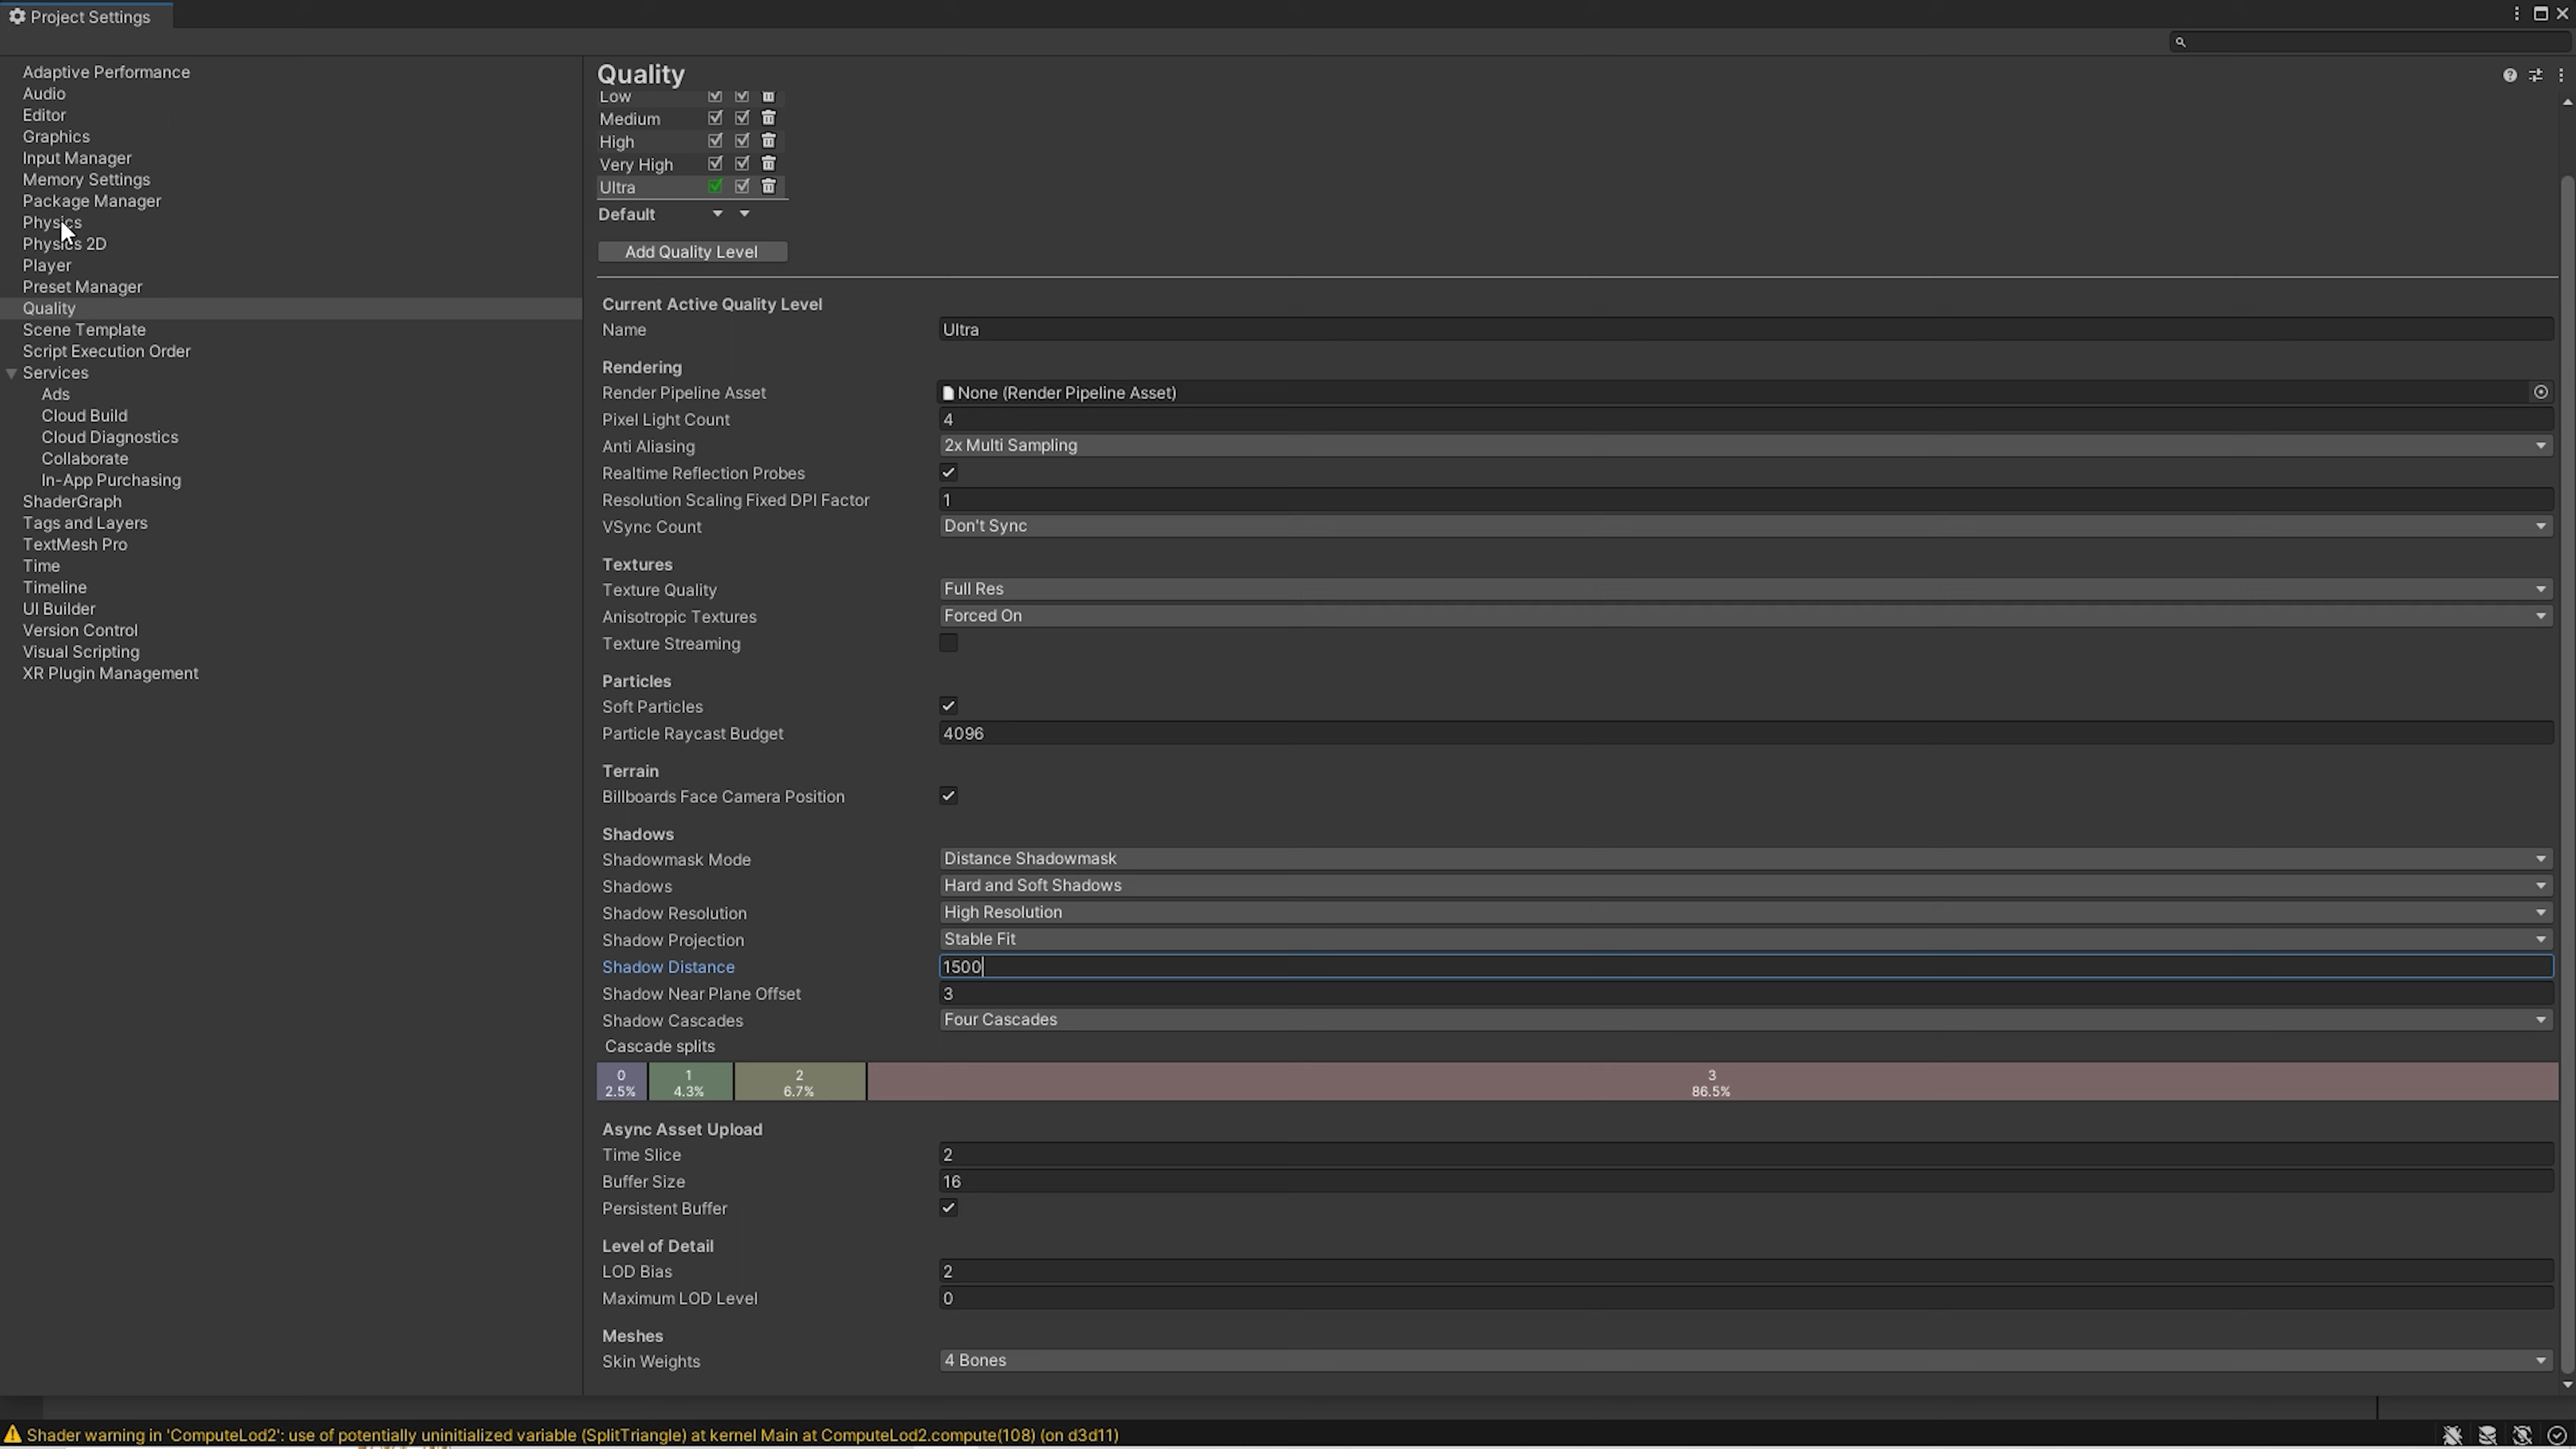 Project Settings
Adaptive Performance
Audio
Editor
Graphics
Input Manager
Memory Settings
Package Manager
Physics
Physics 2D
Player
Preset Manager
Quality
Scene Template
Script Execution Order
Services
Ads
Cloud Build
Cloud Diagnostics
Collaborate
In-App Purchasing
ShaderGraph
Tags and Layers
TextMesh Pro
Time
Timeline
UI Builder
Version Control
Visual Scripting
XR Plugin Management
Quality
Low
Medium
High
Very High
Ultra
Default
Add Quality Level
Current Active Quality Level
Name Ultra
Rendering
Render Pipeline Asset None (Render Pipeline Asset)
Pixel Light Count 4
Anti Aliasing 2x Multi Sampling
Realtime Reflection Probes
Resolution Scaling Fixed DPI Factor 1
VSync Count Don't Sync
Textures
Texture Quality Full Res
Anisotropic Textures Forced On
Texture Streaming
Particles
Soft Particles
Particle Raycast Budget 4096
Terrain
Billboards Face Camera Position
Shadows
Shadowmask Mode Distance Shadowmask
Shadows Hard and Soft Shadows
Shadow Resolution High Resolution
Shadow Projection Stable Fit
Shadow Distance 1500
Shadow Near Plane Offset 3
Shadow Cascades Four Cascades
Cascade splits
0 1 2 3
2.5% 4.3% 6.7% 86.5%
Async Asset Upload
Time Slice 2
Buffer Size 16
Persistent Buffer
Level of Detail
LOD Bias 2
Maximum LOD Level 0
Meshes
Skin Weights 4 Bones
Shader warning in 'ComputeLod2': use of potentially uninitialized variable (SplitTriangle) at kernel Main at ComputeLod2.compute(108) (on d3d11)